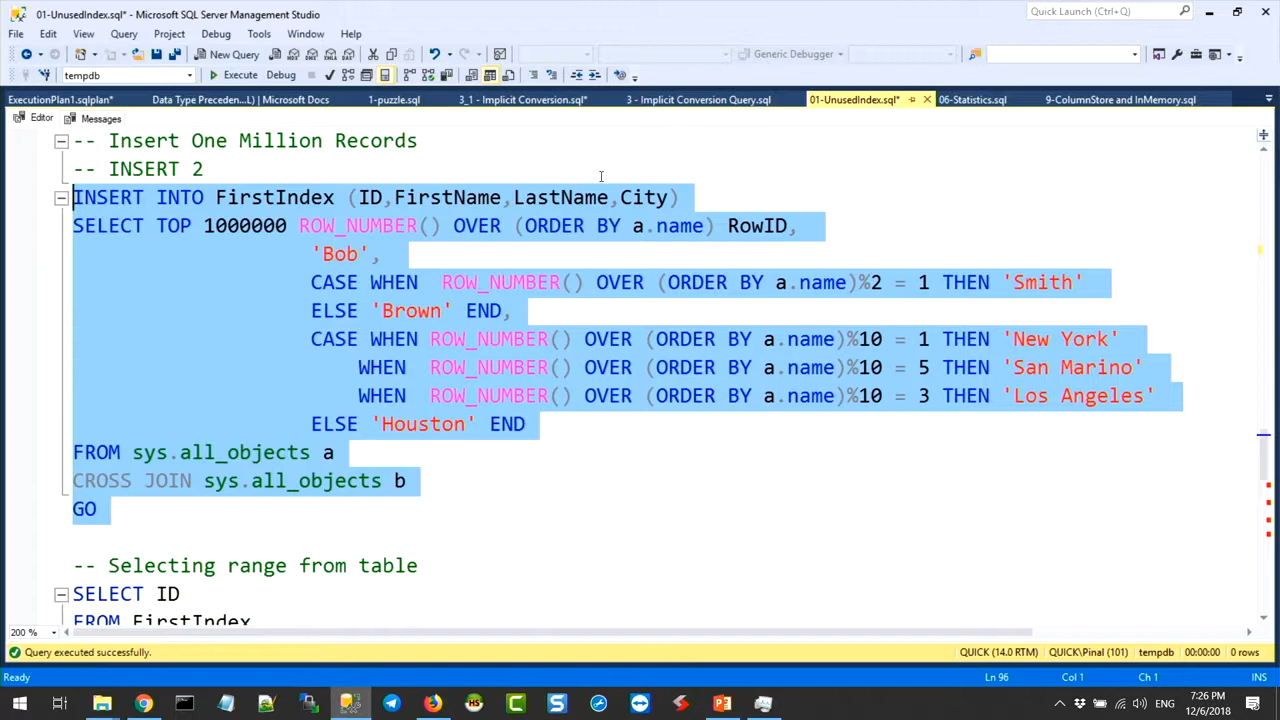 01-UnusedIndex.sql* - Microsoft SQL Server Management Studio
Quick Launch (Ctrl+Q)
File Edit View Query Project Debug Tools Window Help
New Query
Generic Debugger
tempdb
Execute Debug
ExecutionPlan1.sqlplan* Data Type Preceden...L) | Microsoft Docs 1-puzzle.sql 3_1 - Implicit Conversion.sql* 3 - Implicit Conversion Query.sql 01-UnusedIndex.sql* 06-Statistics.sql 9-ColumnStore and InMemory.sql
Editor Messages
-- Insert One Million Records
-- INSERT 2
INSERT INTO FirstIndex (ID,FirstName,LastName,City)
SELECT TOP 1000000 ROW_NUMBER() OVER (ORDER BY a.name) RowID,
'Bob',
CASE WHEN ROW_NUMBER() OVER (ORDER BY a.name)%2 = 1 THEN 'Smith'
ELSE 'Brown' END,
CASE WHEN ROW_NUMBER() OVER (ORDER BY a.name)%10 = 1 THEN 'New York'
WHEN ROW_NUMBER() OVER (ORDER BY a.name)%10 = 5 THEN 'San Marino'
WHEN ROW_NUMBER() OVER (ORDER BY a.name)%10 = 3 THEN 'Los Angeles'
ELSE 'Houston' END
FROM sys.all_objects a
CROSS JOIN sys.all_objects b
GO
-- Selecting range from table
SELECT ID
FROM FirstIndex
200 %
Query executed successfully. QUICK (14.0 RTM) QUICK\Pinal (101) tempdb 00:00:00 0 rows
Ready Ln 96 Col 1 Ch 1 INS
7:26 PM
12/6/2018